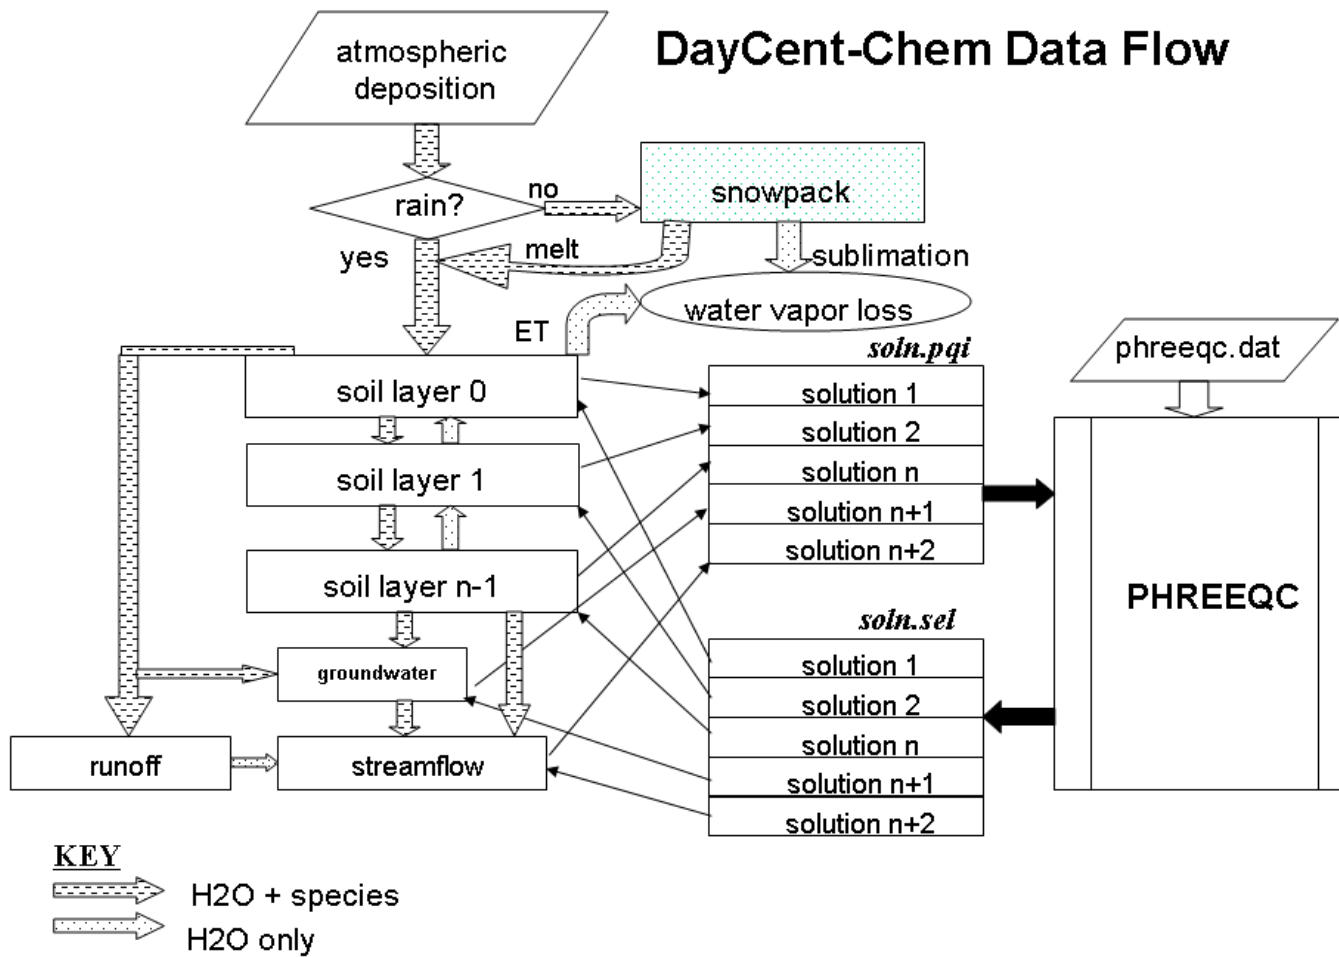 DayCent-Chem Data Flow
atmospheric
deposition
rain?
no
snowpack
yes
melt
sublimation
ET
water vapor loss
soln.pqi
phreeqc.dat
soil layer 0
solution 1
solution 2
soil layer 1
solution n
solution n+1
solution n+2
soil layer n-1
PHREEQC
soln.sel
groundwater
solution 1
solution 2
solution n
solution n+1
solution n+2
runoff
streamflow
KEY
H2O + species
H2O only